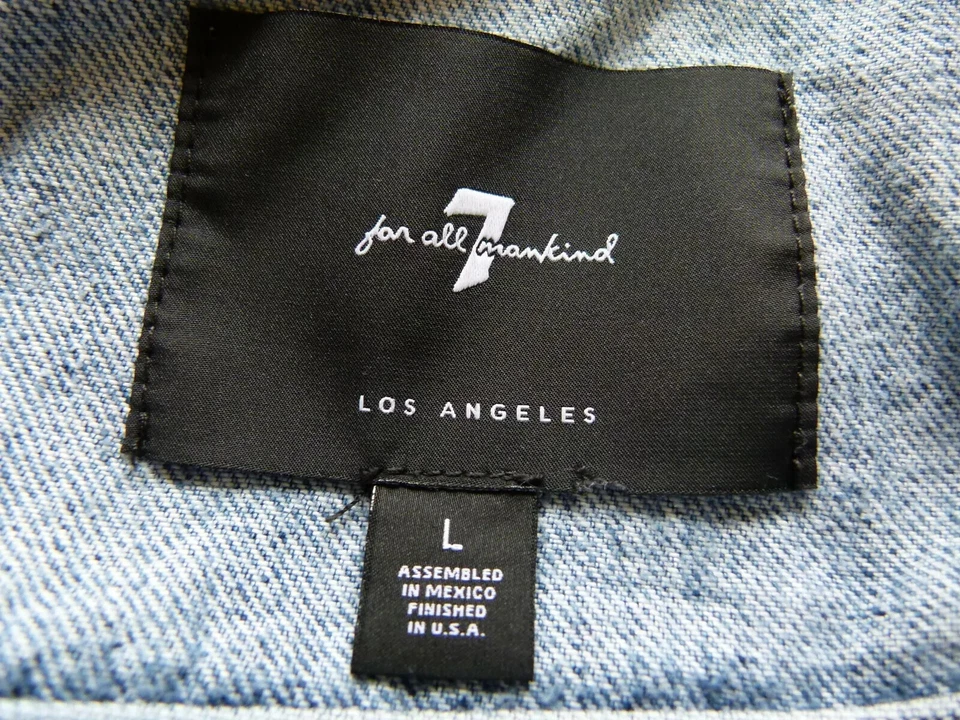 for all 7 mankind
LOS ANGELES
L
ASSEMBLED
IN MEXICO
FINISHED
IN U.S.A.